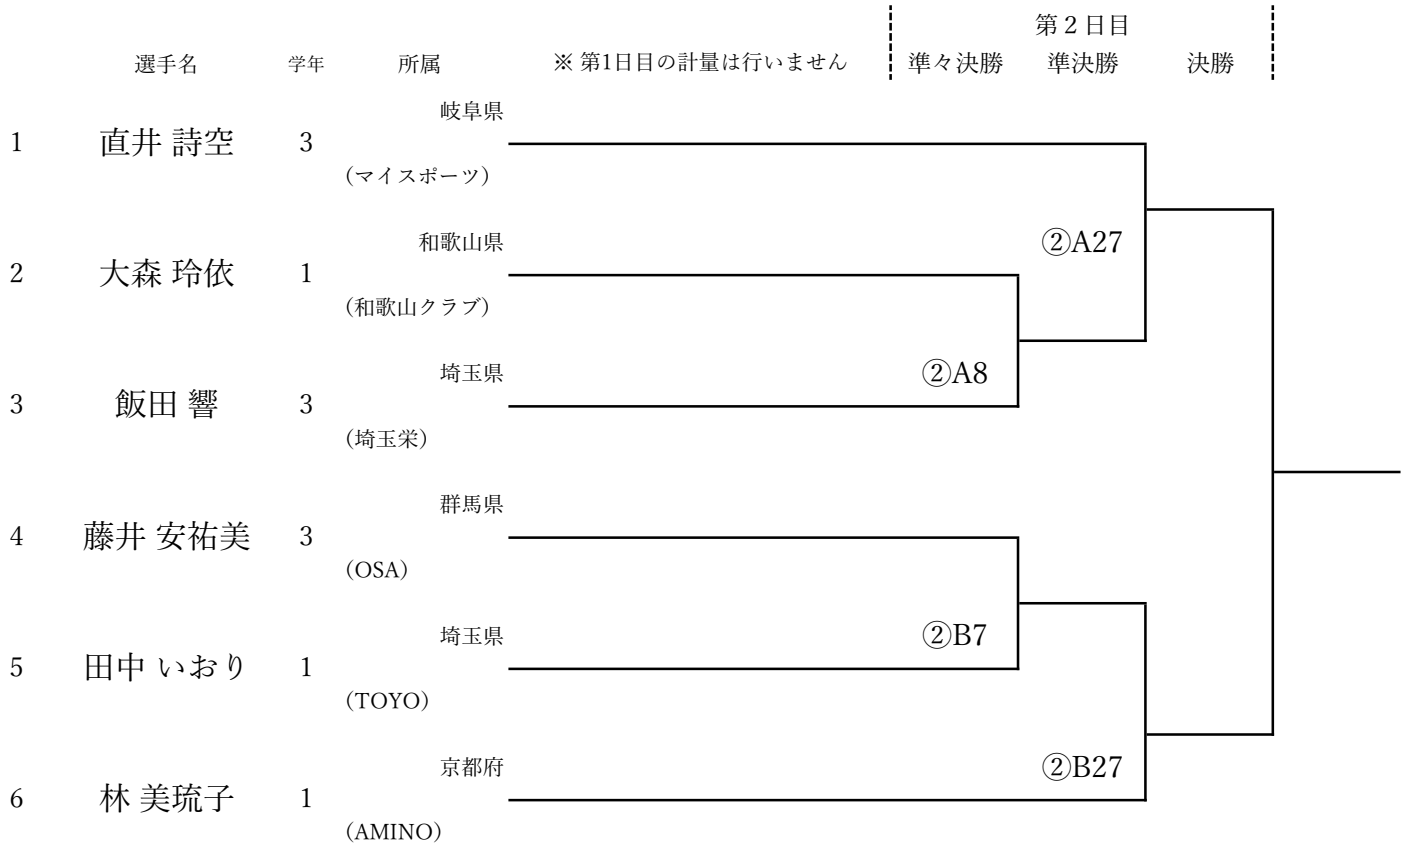 第２日目
選手名 学年 所属 ※ 第1日目の計量は行いません 準々決勝 準決勝 決勝
岐阜県
1 直井 詩空 3
（マイスポーツ）
和歌山県
②A27
2 大森 玲依 1
（和歌山クラブ）
埼玉県
②A8
3 飯田 響 3
（埼玉栄）
群馬県
4 藤井 安祐美 3
（OSA）
埼玉県
②B7
5 田中 いおり 1
（TOYO）
京都府
②B27
6 林 美琉子 1
（AMINO）